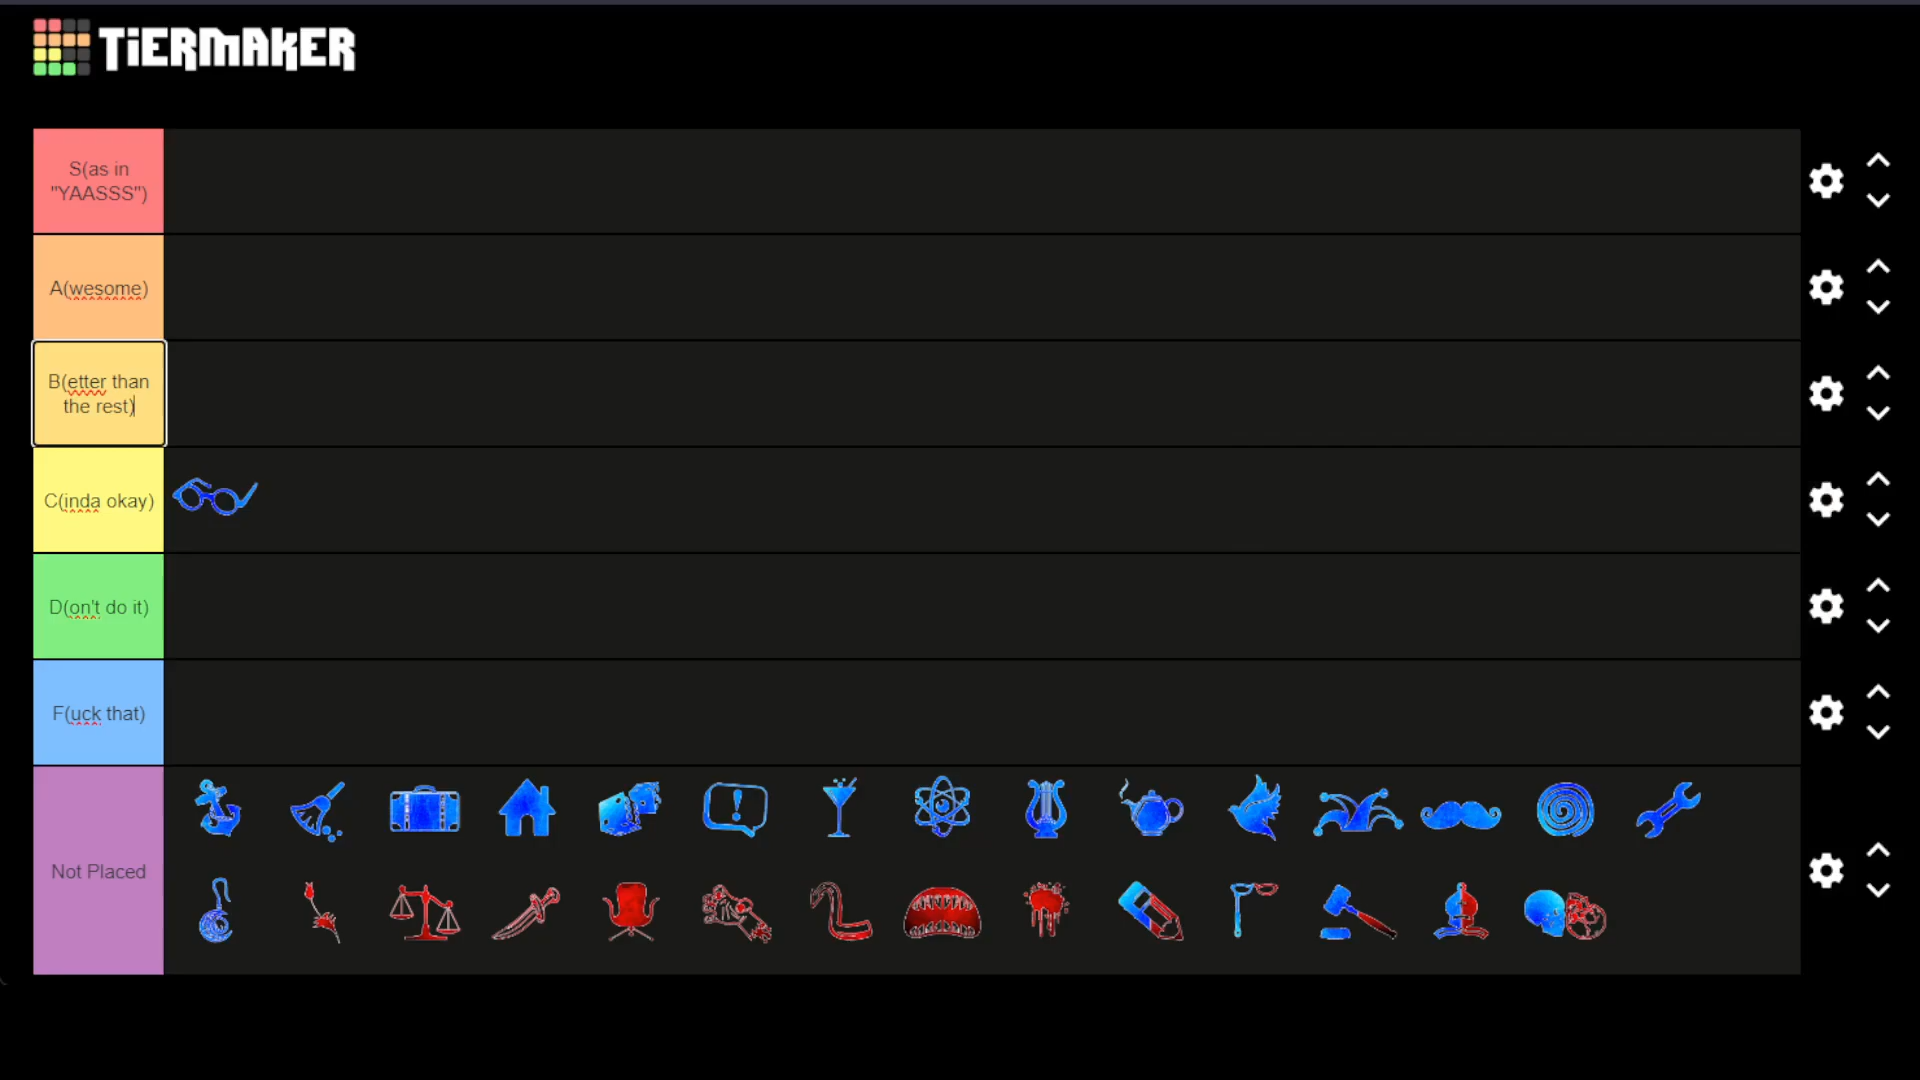 TiERMAKER
S(as in
"YAASSS")
A(wesome)
B(etter than
the rest)
C(inda okay)
D(on't do it)
F(uck that)
Not Placed
!